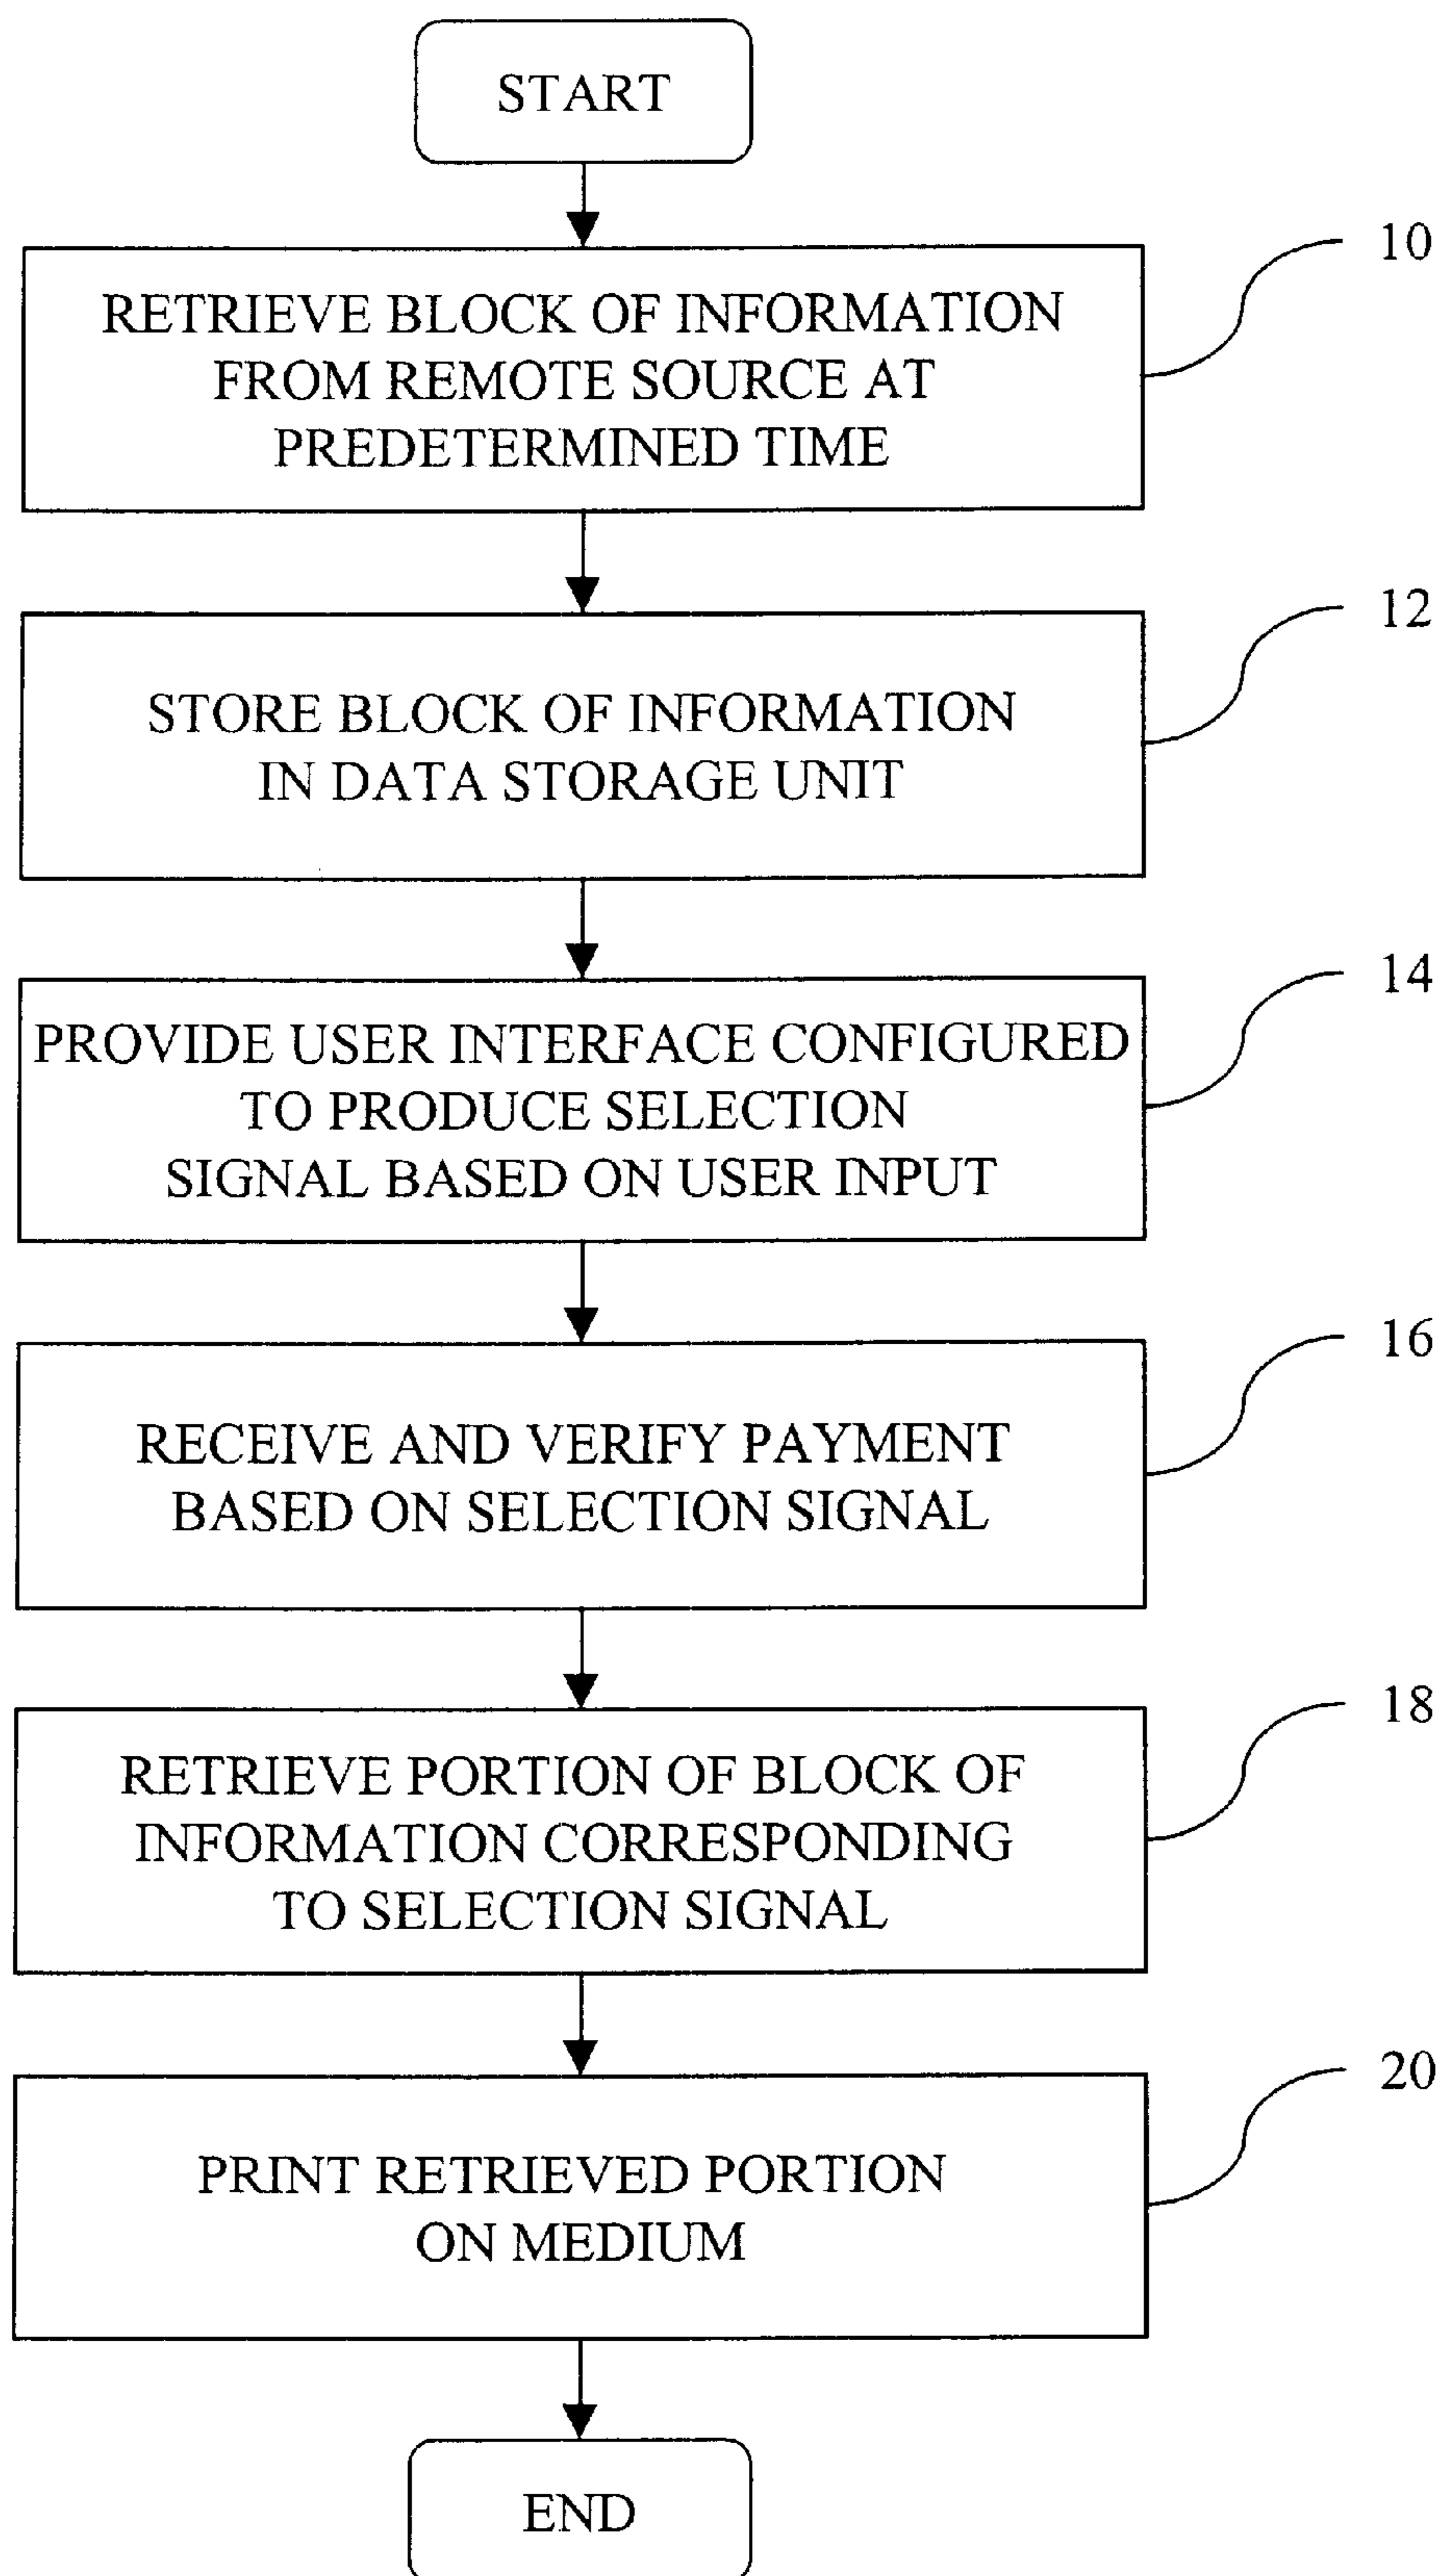 START
10
RETRIEVE BLOCK OF INFORMATION
FROM REMOTE SOURCE AT
PREDETERMINED TIME
12
STORE BLOCK OF INFORMATION
IN DATA STORAGE UNIT
14
PROVIDE USER INTERFACE CONFIGURED
TO PRODUCE SELECTION
SIGNAL BASED ON USER INPUT
16
RECEIVE AND VERIFY PAYMENT
BASED ON SELECTION SIGNAL
18
RETRIEVE PORTION OF BLOCK OF
INFORMATION CORRESPONDING
TO SELECTION SIGNAL
20
PRINT RETRIEVED PORTION
ON MEDIUM
END